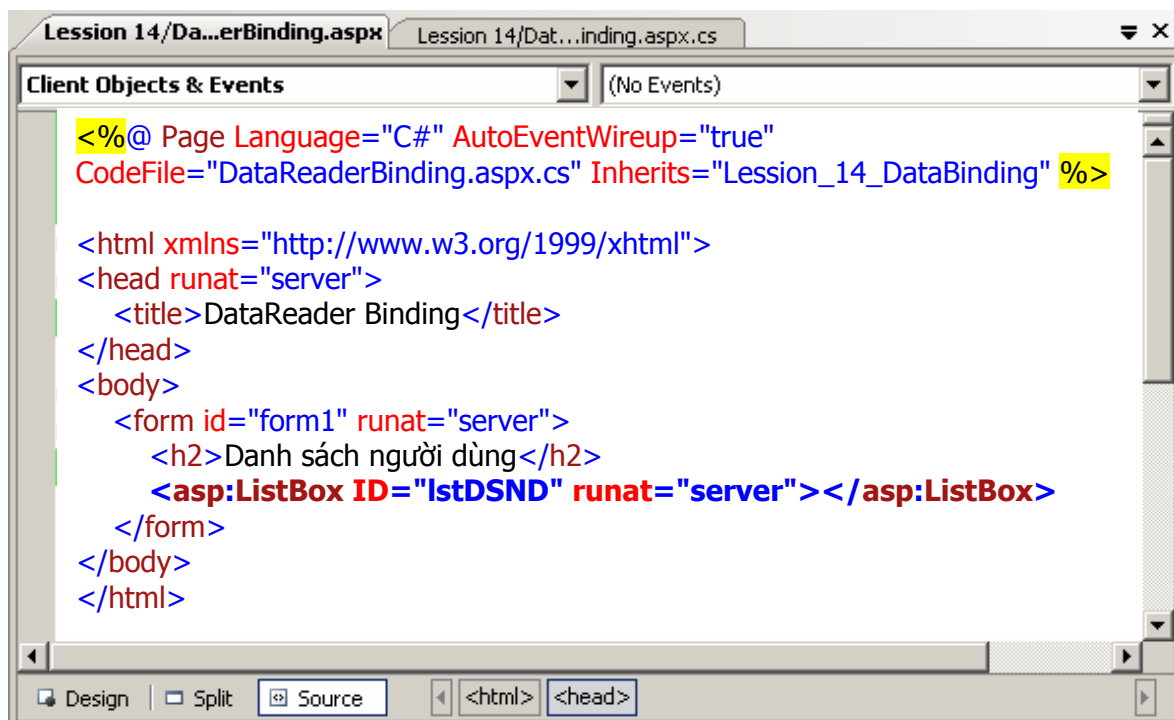 Lession 14/Da...erBinding.aspx Lession 14/Dat...inding.aspx.cs
Client Objects & Events (No Events)
<%@ Page Language="C#" AutoEventWireup="true"
CodeFile="DataReaderBinding.aspx.cs" Inherits="Lession_14_DataBinding" %>
<html xmlns="http://www.w3.org/1999/xhtml">
<head runat="server">
<title>DataReader Binding</title>
</head>
<body>
<form id="form1" runat="server">
<h2>Danh sách người dùng</h2>
<asp:ListBox ID="lstDSND" runat="server"></asp:ListBox>
</form>
</body>
</html>
Design Split Source <html> <head>